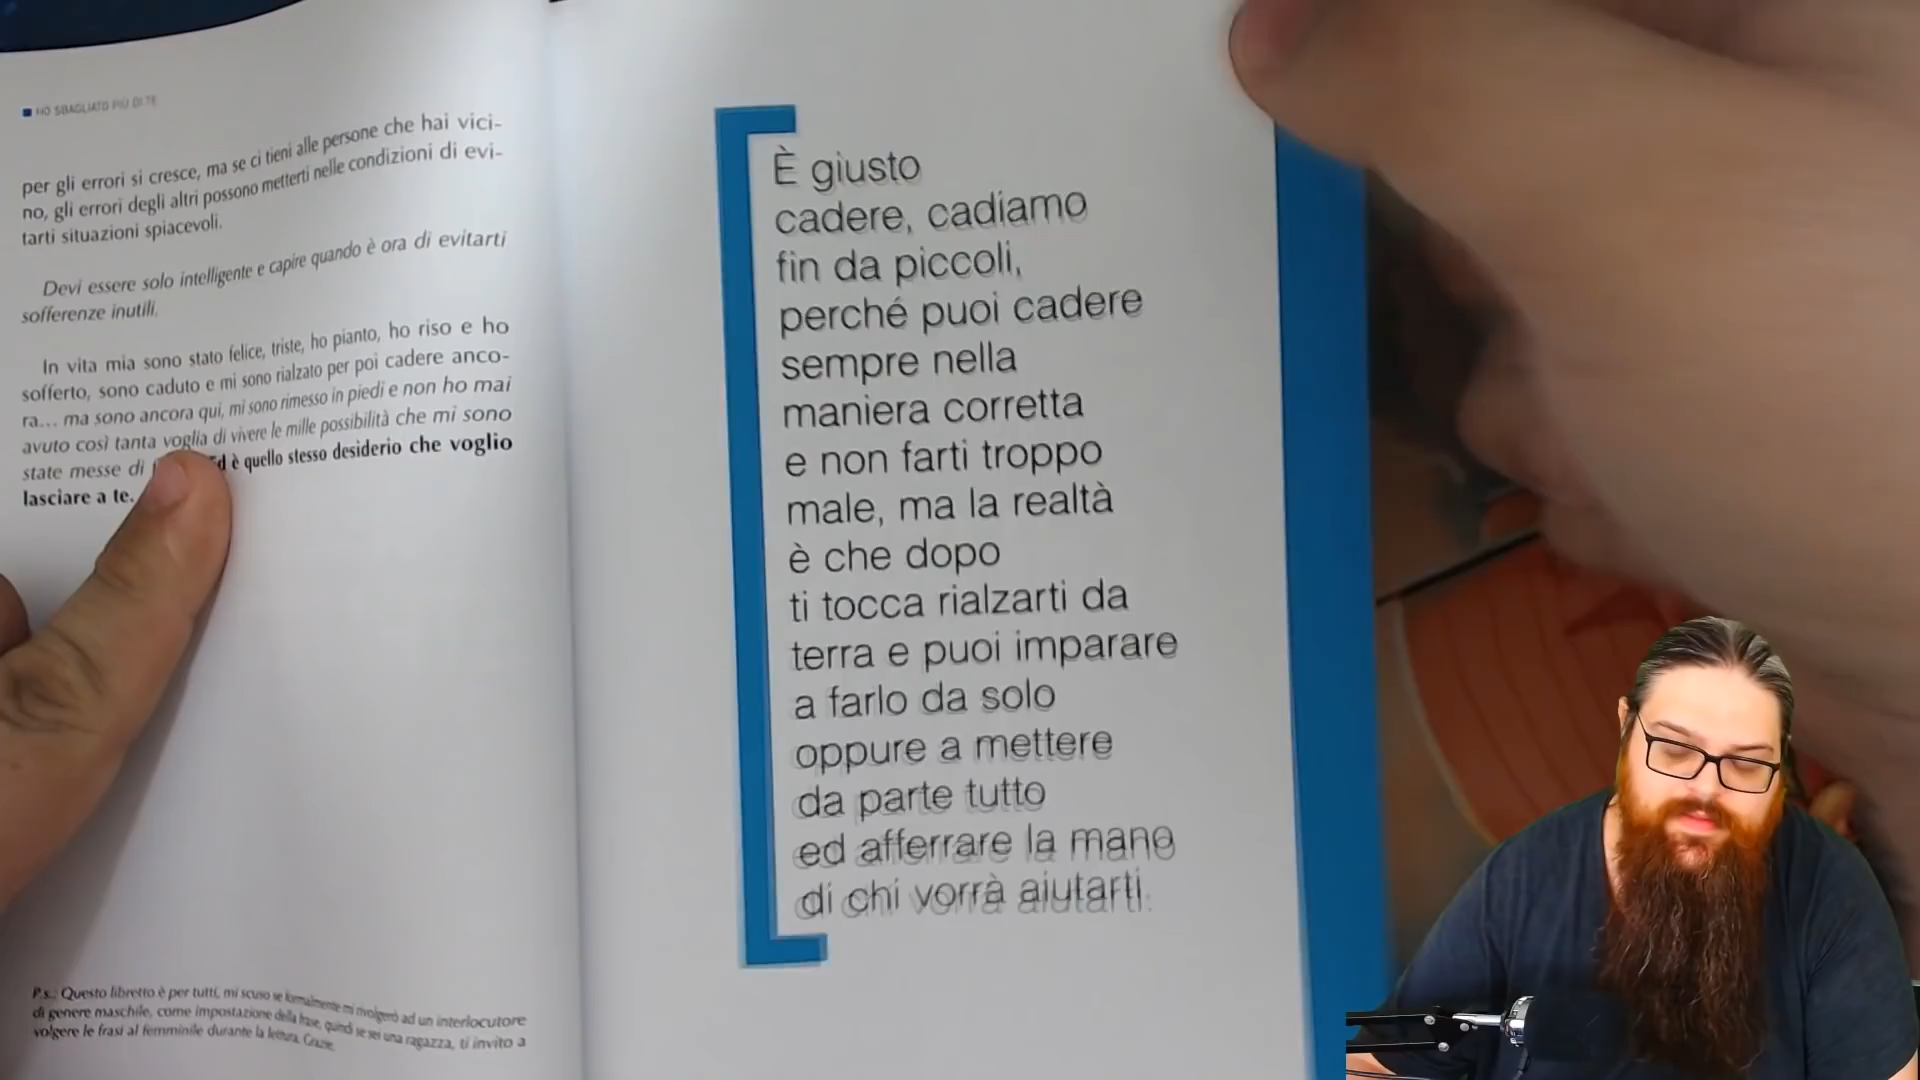 HO SBAGLIATO PIÙ DI TE
per gli errori si cresce, ma se ci tieni alle persone che hai vici-
no, gli errori degli altri possono metterti nelle condizioni di evi-
tarti situazioni spiacevoli.
Devi essere solo intelligente e capire quando è ora di evitarti
sofferenze inutili.
In vita mia sono stato felice, triste, ho pianto, ho riso e ho
sofferto, sono caduto e mi sono rialzato per poi cadere anco-
ra... ma sono ancora qui, mi sono rimesso in piedi e non ho mai
avuto così tanta voglia di vivere le mille possibilità che mi sono
state messe di è quello stesso desiderio che voglio
lasciare a te.
P.s.: Questo libretto è per tutti, mi scuso se formalmente mi rivolgerò ad un interlocutore
di genere maschile, come impostazione della frase, quindi se sei una ragazza, ti invito a
volgere le frasi al femminile durante la lettura. Grazie.
È giusto
cadere, cadiamo
fin da piccoli,
perché puoi cadere
sempre nella
maniera corretta
e non farti troppo
male, ma la realtà
è che dopo
ti tocca rialzarti da
terra e puoi imparare
a farlo da solo
oppure a mettere
da parte tutto
ed afferrare la mano
di chi vorrà aiutarti.